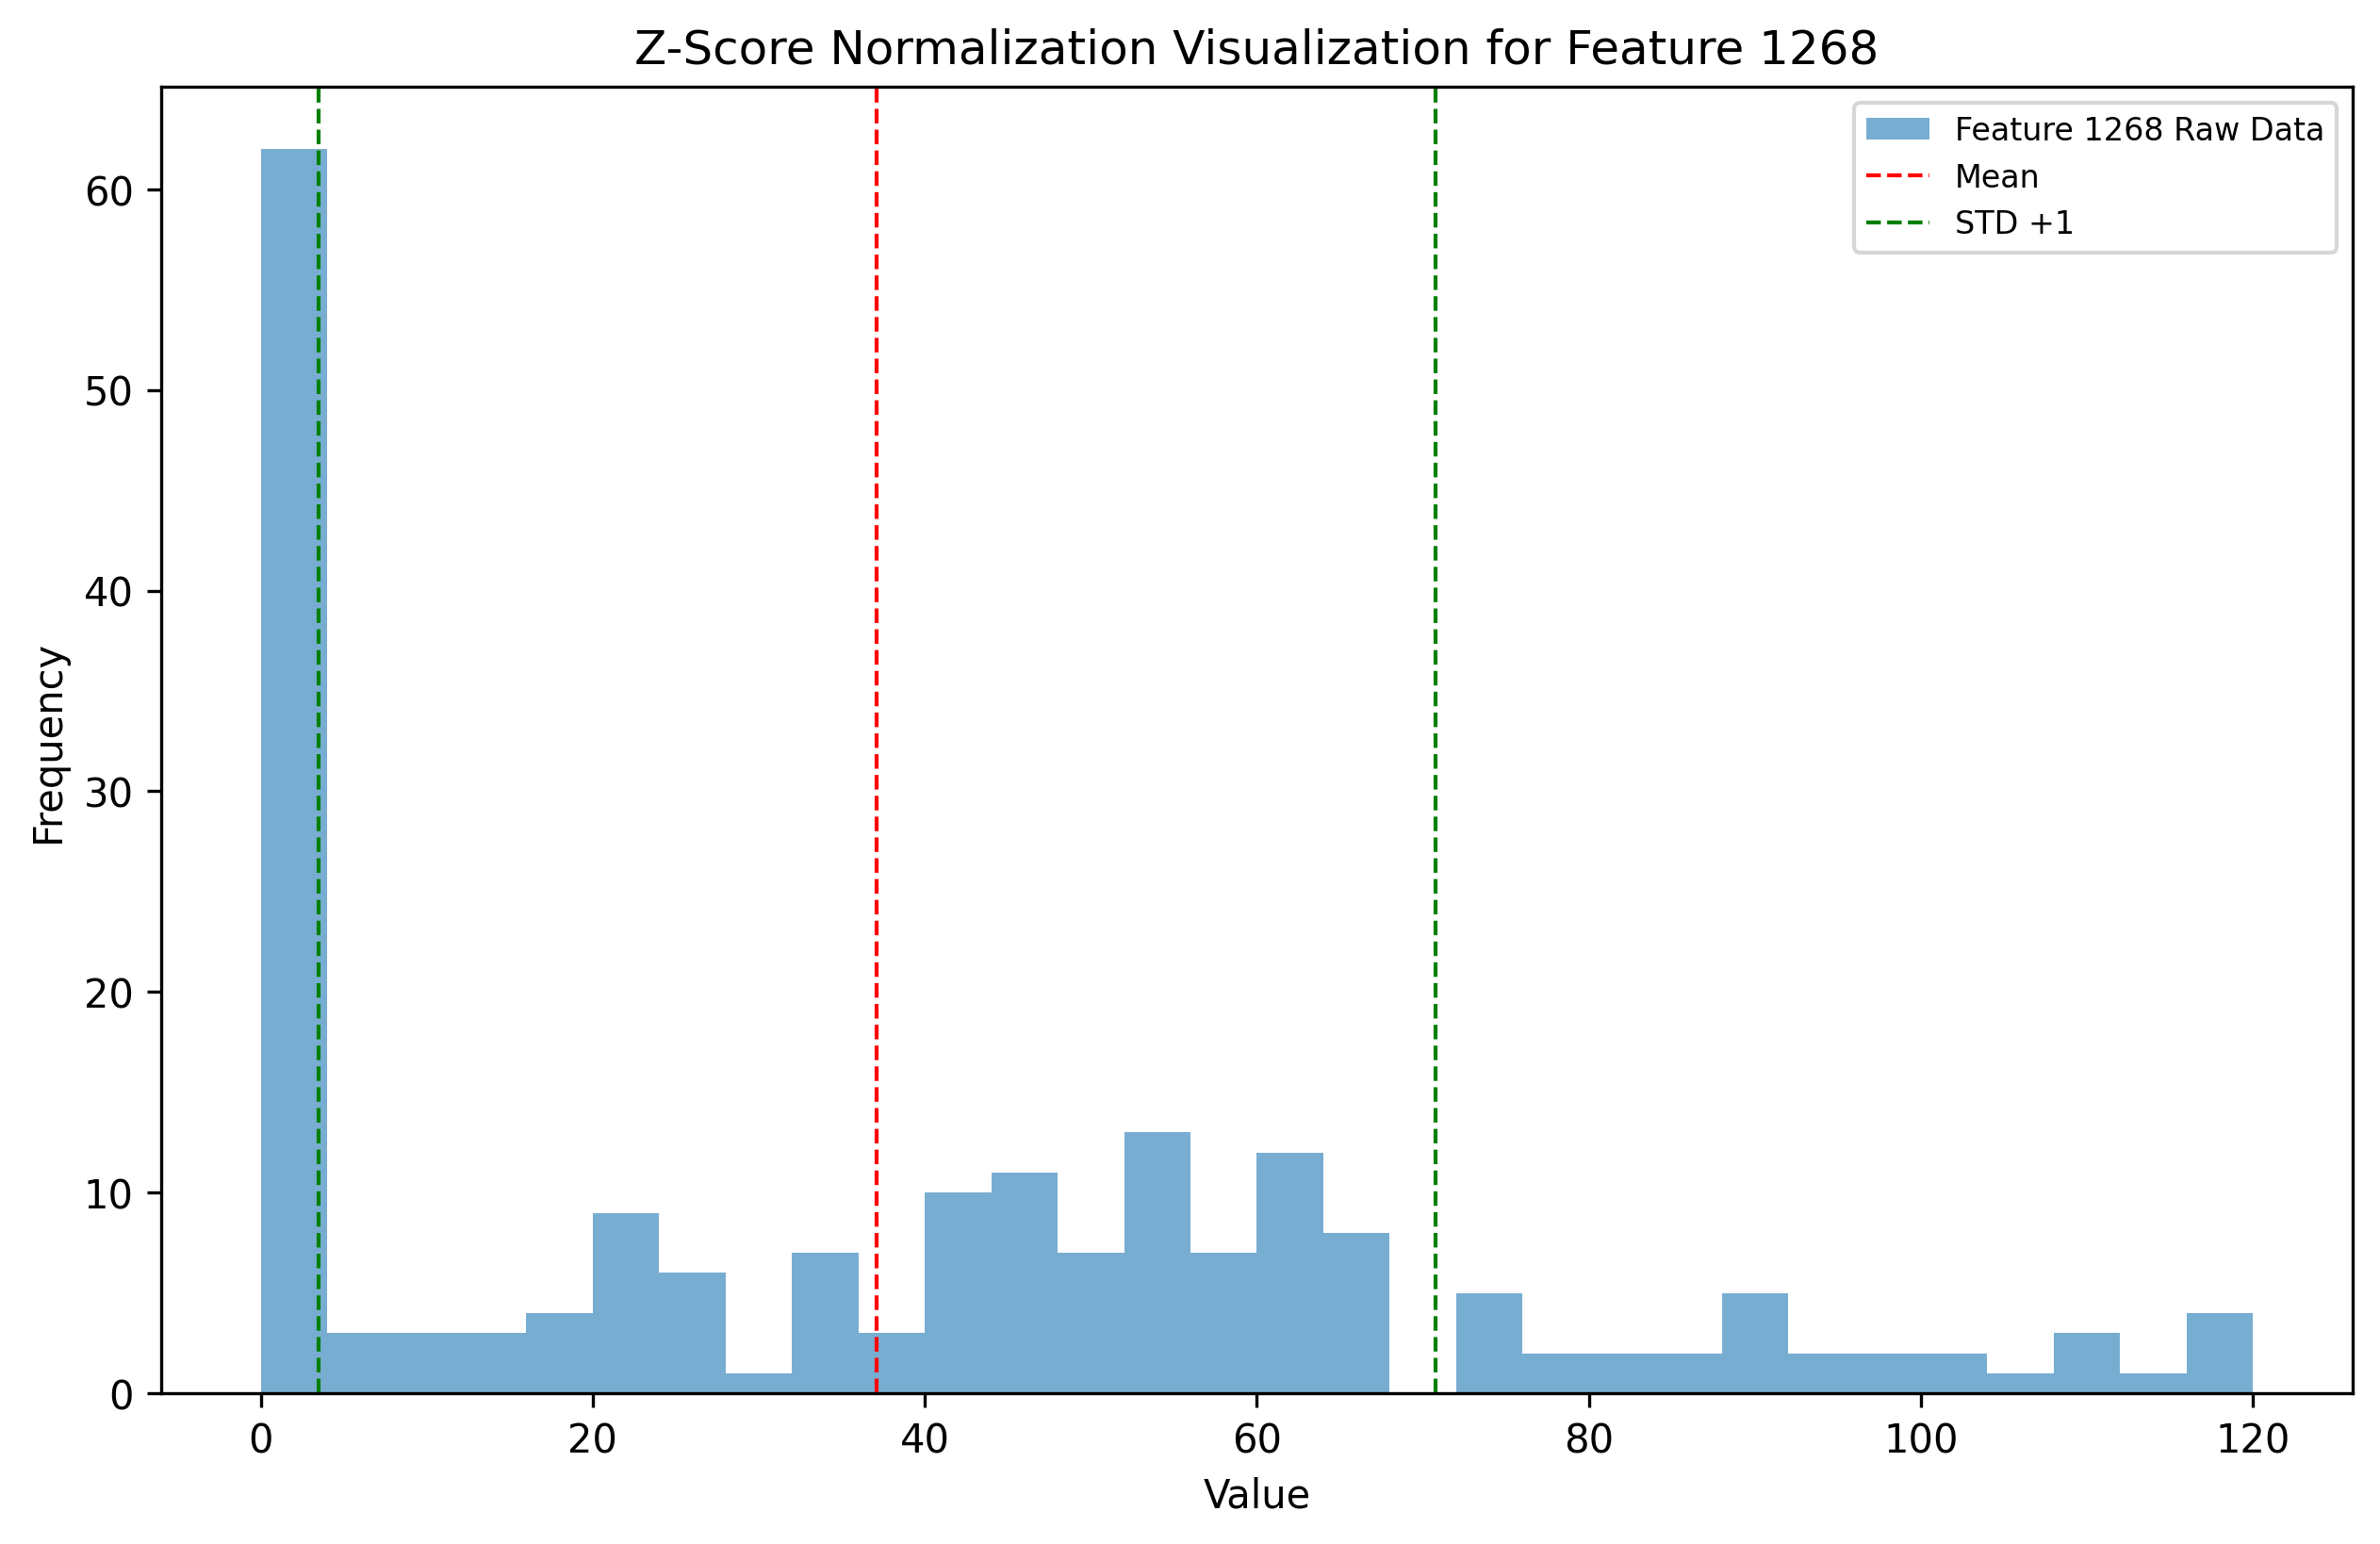 Z-Score Normalization Visualization for Feature 1268
Feature 1268 Raw Data
Mean
STD +1
60
50
40
30
20
10
0
Frequency
0 20 40 60 80 100 120
Value